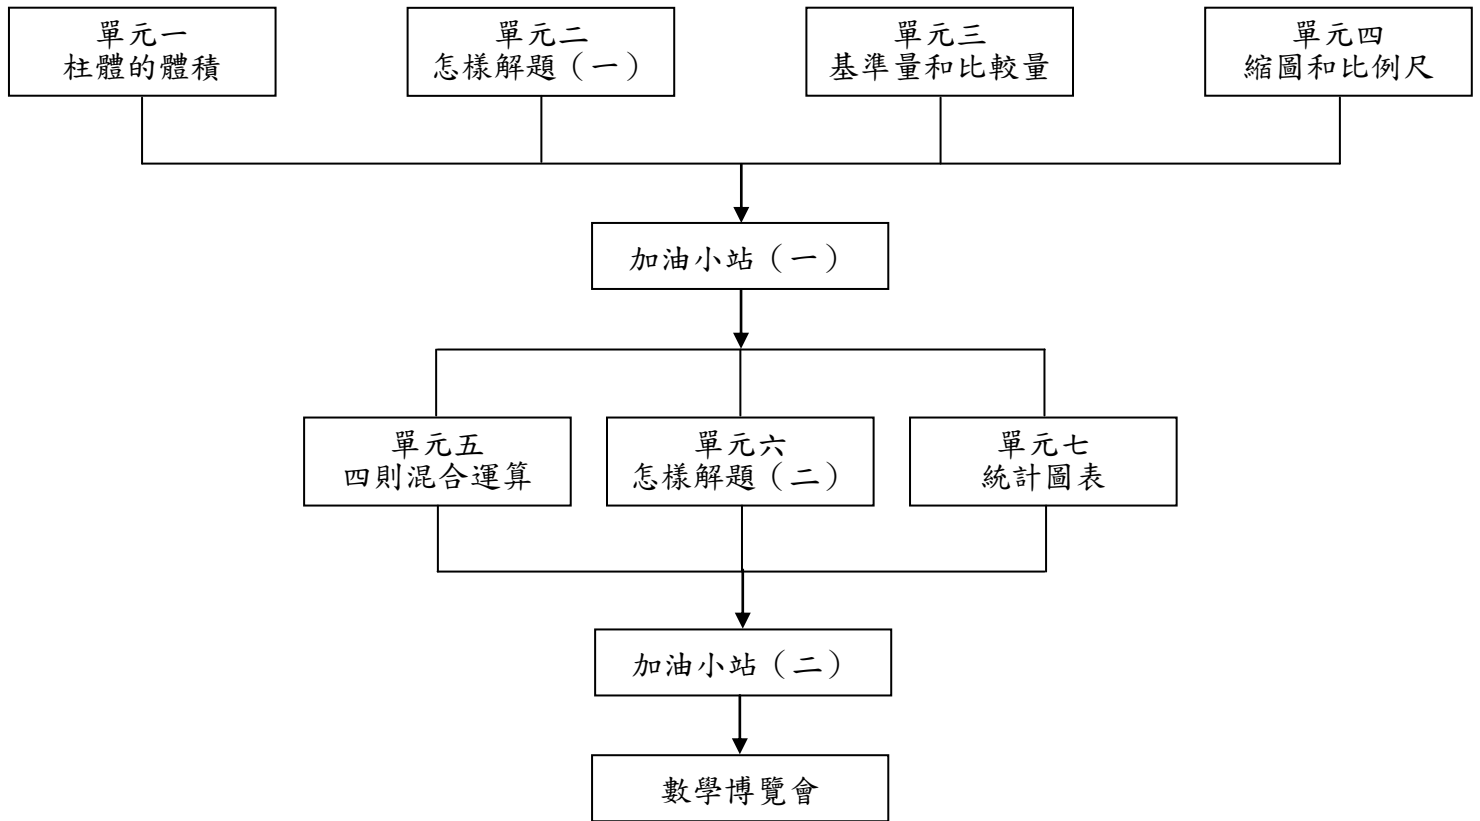 單元一
柱體的體積
單元二
怎樣解題（一）
單元三
基準量和比較量
單元四
縮圖和比例尺
加油小站（一）
單元五
四則混合運算
單元六
怎樣解題（二）
單元七
統計圖表
加油小站（二）
數學博覽會